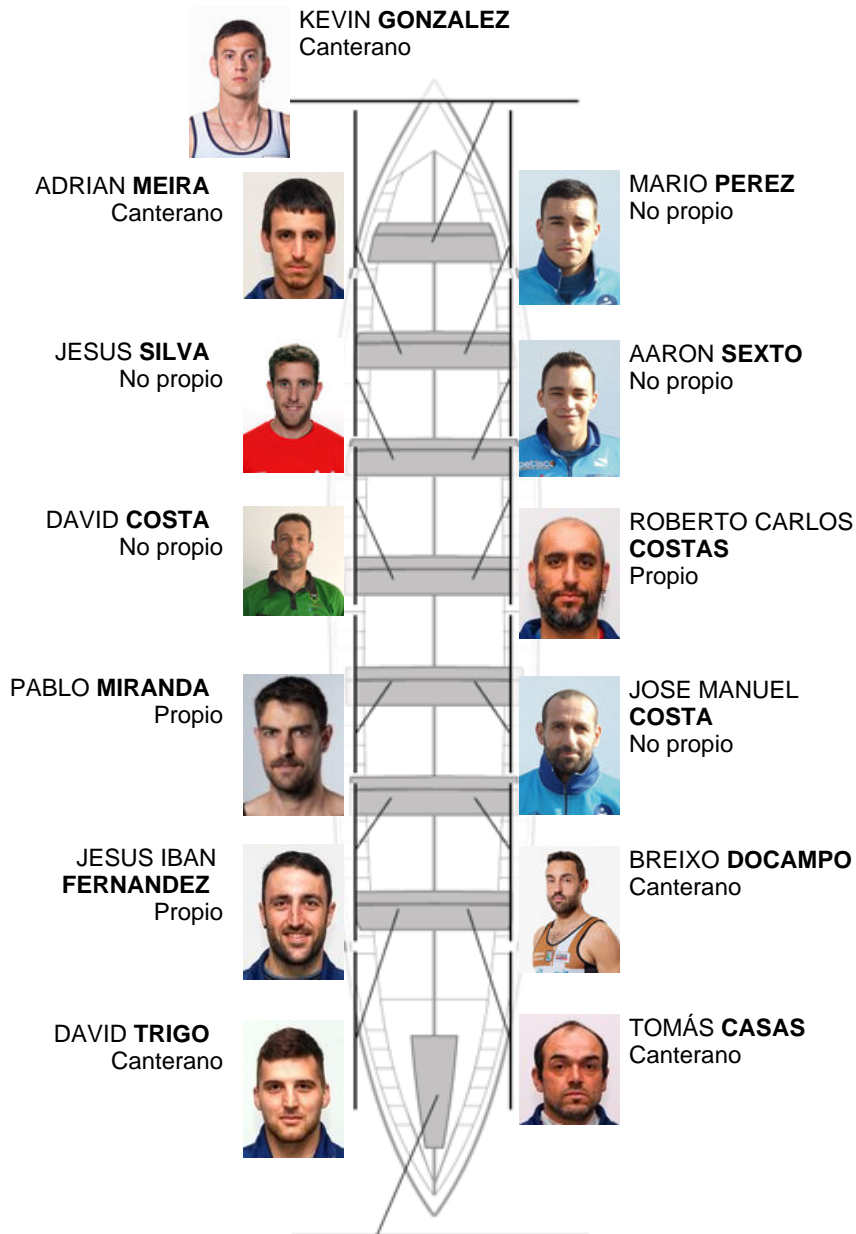 KEVIN GONZALEZ
Canterano
ADRIAN MEIRA
Canterano
MARIO PEREZ
No propio
JESUS SILVA
No propio
AARON SEXTO
No propio
DAVID COSTA
No propio
ROBERTO CARLOS
COSTAS
Propio
PABLO MIRANDA
Propio
JOSE MANUEL
COSTA
No propio
JESUS IBAN
FERNANDEZ
Propio
BREIXO DOCAMPO
Canterano
DAVID TRIGO
Canterano
TOMÁS CASAS
Canterano